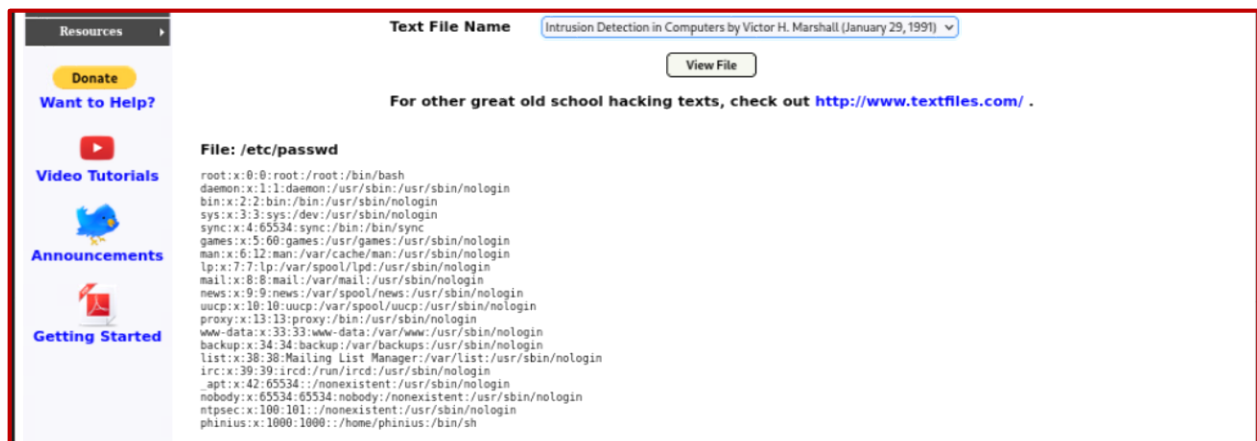 Resources
Donate
Want to Help?
Video Tutorials
Announcements
Getting Started
Text File Name Intrusion Detection in Computers by Victor H. Marshall (January 29, 1991)
View File
For other great old school hacking texts, check out http://www.textfiles.com/ .
File: /etc/passwd
root:x:0:0:root:/root:/bin/bash
daemon:x:1:1:daemon:/usr/sbin:/usr/sbin/nologin
bin:x:2:2:bin:/bin:/usr/sbin/nologin
sys:x:3:3:sys:/dev:/usr/sbin/nologin
sync:x:4:65534:sync:/bin:/bin/sync
games:x:5:60:games:/usr/games:/usr/sbin/nologin
man:x:6:12:man:/var/cache/man:/usr/sbin/nologin
lp:x:7:7:lp:/var/spool/lpd:/usr/sbin/nologin
mail:x:8:8:mail:/var/mail:/usr/sbin/nologin
news:x:9:9:news:/var/spool/news:/usr/sbin/nologin
uucp:x:10:10:uucp:/var/spool/uucp:/usr/sbin/nologin
proxy:x:13:13:proxy:/bin:/usr/sbin/nologin
www-data:x:33:33:www-data:/var/www:/usr/sbin/nologin
backup:x:34:34:backup:/var/backups:/usr/sbin/nologin
list:x:38:38:Mailing List Manager:/var/list:/usr/sbin/nologin
irc:x:39:39:ircd:/run/ircd:/usr/sbin/nologin
_apt:x:42:65534::/nonexistent:/usr/sbin/nologin
nobody:x:65534:65534:nobody:/nonexistent:/usr/sbin/nologin
ntpsec:x:100:101::/nonexistent:/usr/sbin/nologin
phinius:x:1000:1000::/home/phinius:/bin/sh